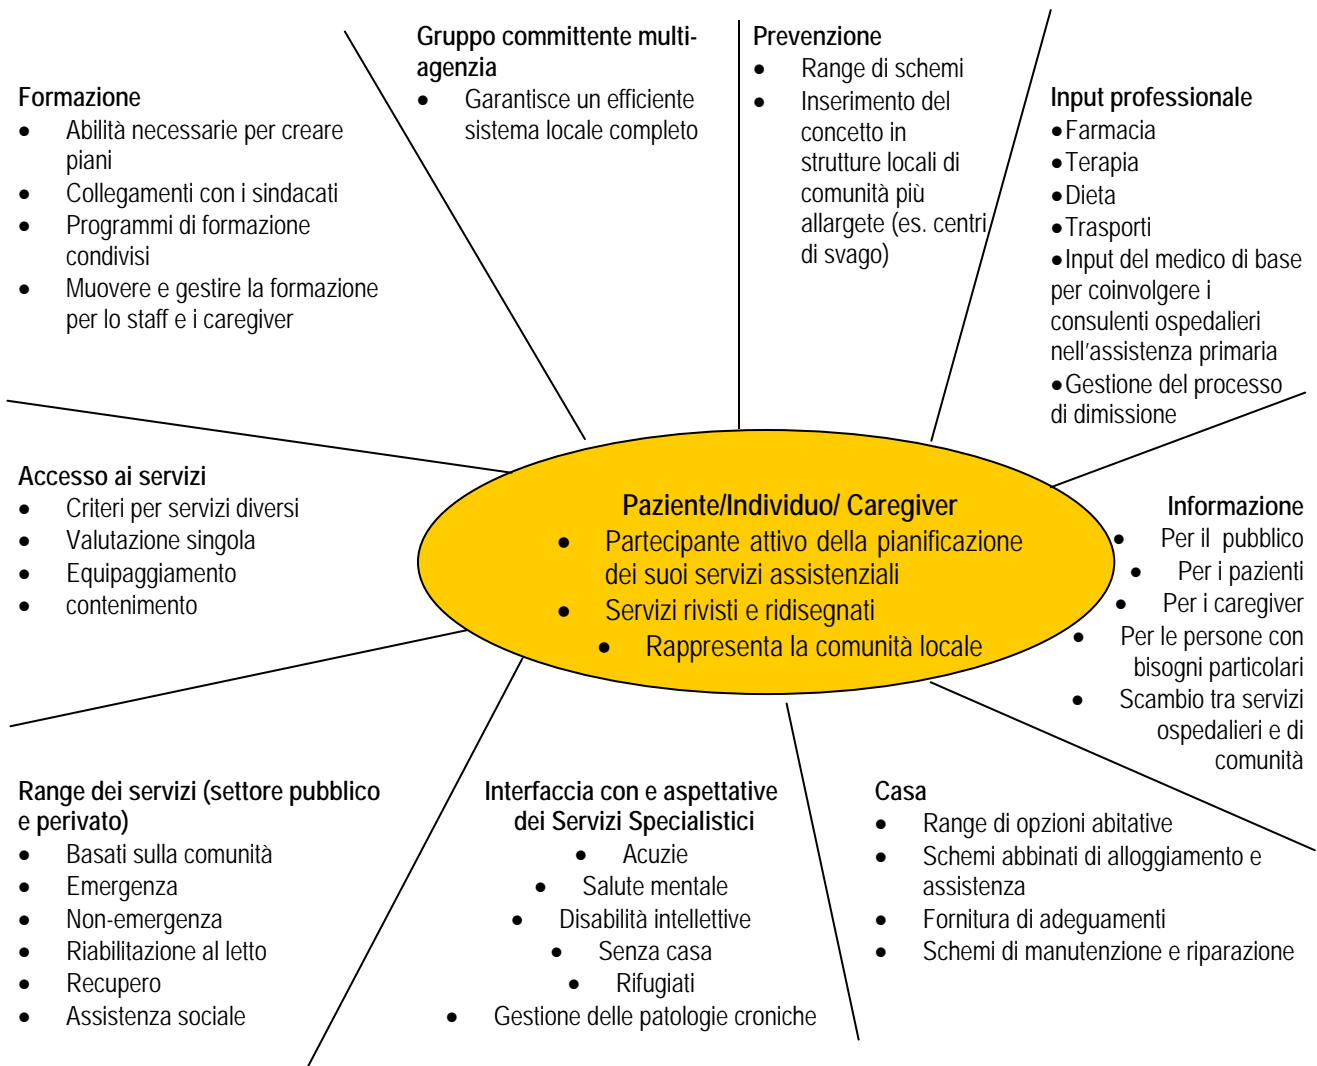 Formazione
• Abilità necessarie per creare
piani
• Collegamenti con i sindacati
• Programmi di formazione
condivisi
• Muovere e gestire la formazione
per lo staff e i caregiver
Gruppo committente multi-
agenzia
• Garantisce un efficiente
sistema locale completo
Prevenzione
• Range di schemi
• Inserimento del
concetto in
strutture locali di
comunità più
allargete (es. centri
di svago)
Input professionale
• Farmacia
• Terapia
• Dieta
• Trasporti
• Input del medico di base
per coinvolgere i
consulenti ospedalieri
nell'assistenza primaria
• Gestione del processo
di dimissione
Accesso ai servizi
• Criteri per servizi diversi
• Valutazione singola
• Equipaggiamento
• contenimento
Paziente/Individuo/ Caregiver
• Partecipante attivo della pianificazione
dei suoi servizi assistenziali
• Servizi rivisti e ridisegnati
• Rappresenta la comunità locale
Informazione
• Per il pubblico
• Per i pazienti
• Per i caregiver
• Per le persone con
bisogni particolari
• Scambio tra servizi
ospedalieri e di
comunità
Range dei servizi (settore pubblico
e perivato)
• Basati sulla comunità
• Emergenza
• Non-emergenza
• Riabilitazione al letto
• Recupero
• Assistenza sociale
Interfaccia con e aspettative
dei Servizi Specialistici
• Acuzie
• Salute mentale
• Disabilità intellettive
• Senza casa
• Rifugiati
• Gestione delle patologie croniche
Casa
• Range di opzioni abitative
• Schemi abbinati di alloggiamento e
assistenza
• Fornitura di adeguamenti
• Schemi di manutenzione e riparazione